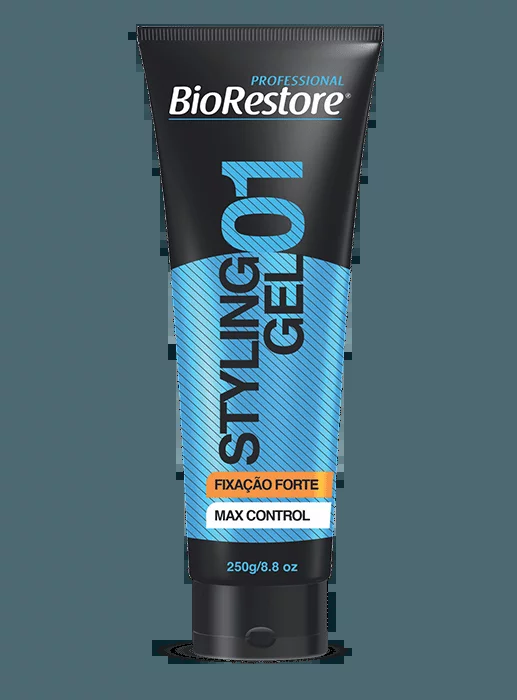 PROFESSIONAL
BioRestore®
STYLING
GEL 01
FIXAÇÃO FORTE
MAX CONTROL
250g/8.8 oz